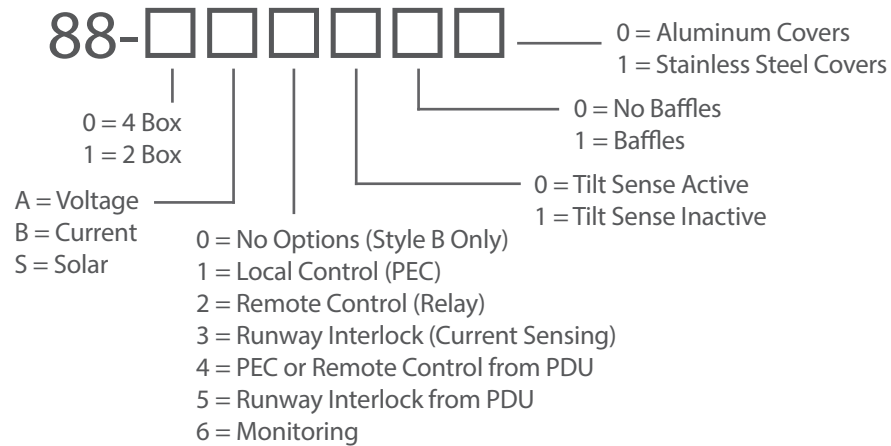 88-
0 = Aluminum Covers
1 = Stainless Steel Covers
0 = No Baffles
1 = Baffles
0 = Tilt Sense Active
1 = Tilt Sense Inactive
0 = 4 Box
1 = 2 Box
A = Voltage
B = Current
S = Solar
0 = No Options (Style B Only)
1 = Local Control (PEC)
2 = Remote Control (Relay)
3 = Runway Interlock (Current Sensing)
4 = PEC or Remote Control from PDU
5 = Runway Interlock from PDU
6 = Monitoring